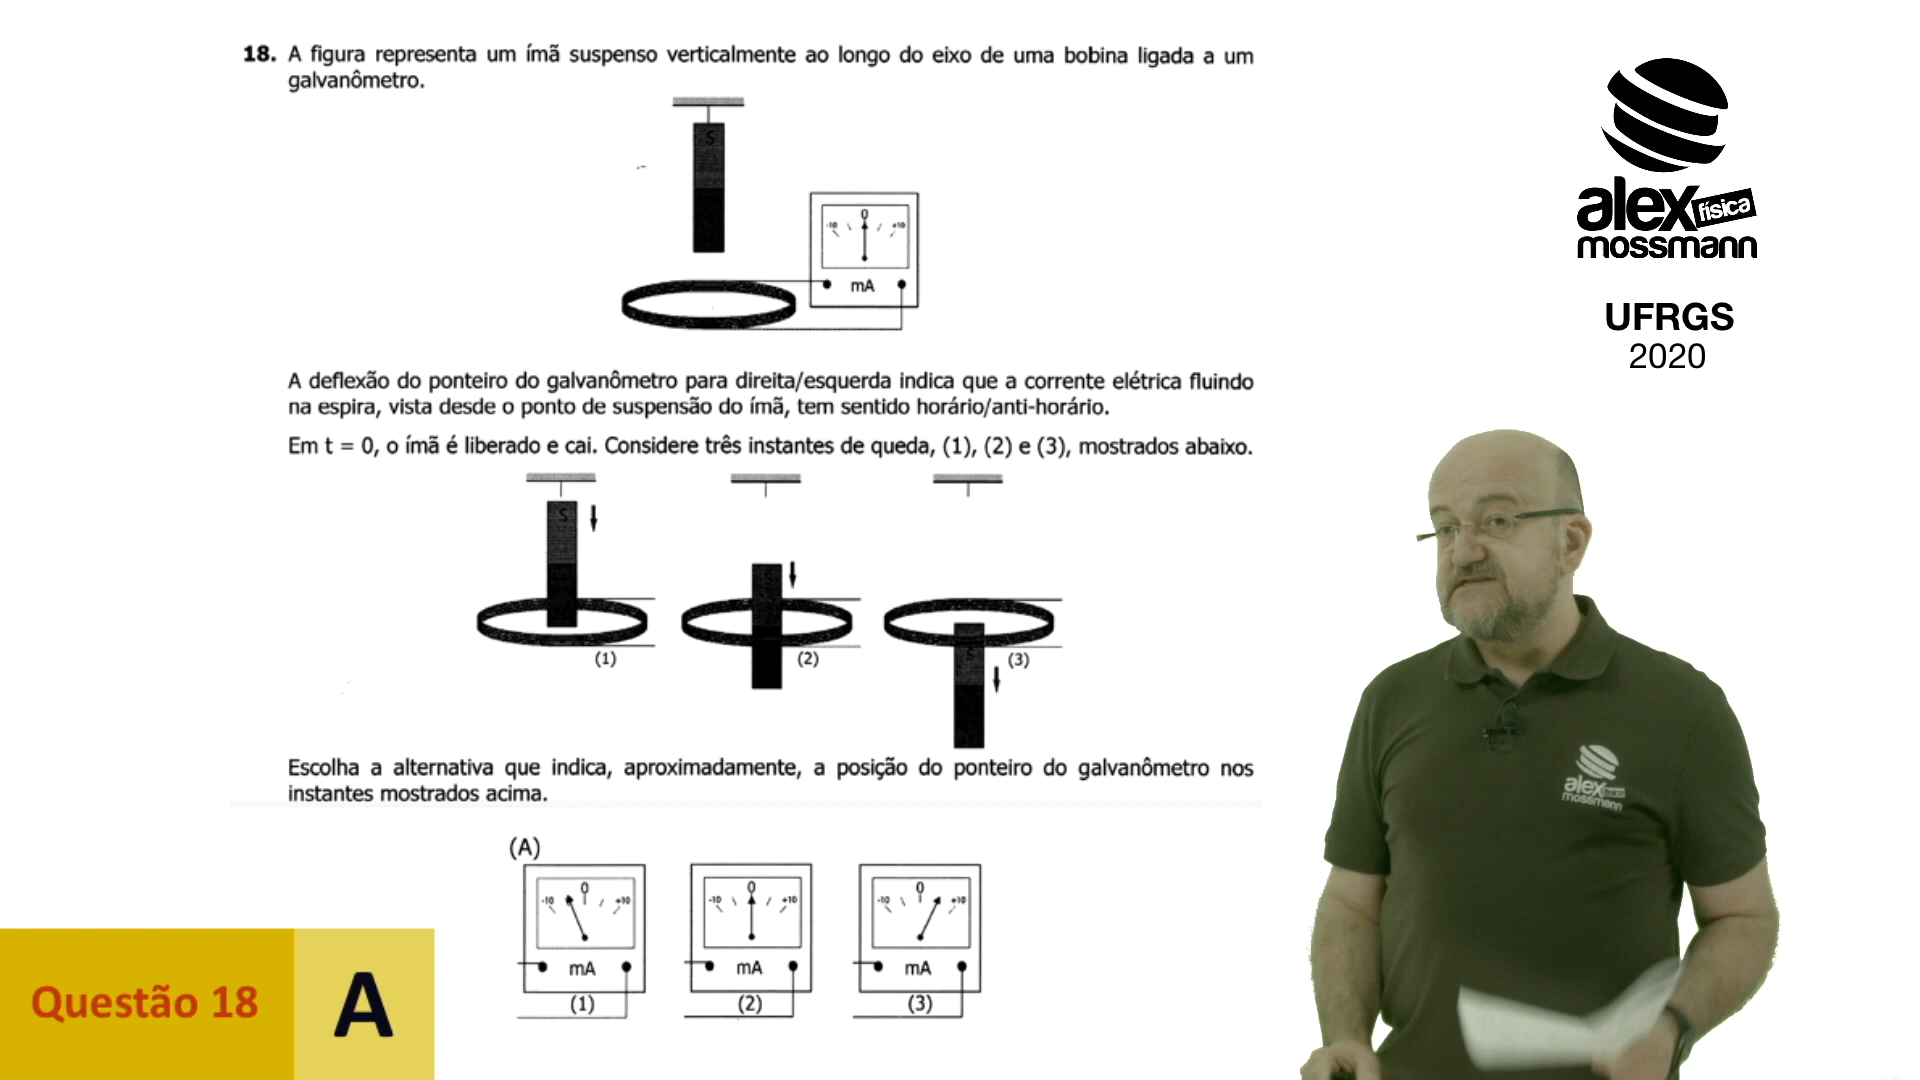 18. A figura representa um ímã suspenso verticalmente ao longo do eixo de uma bobina ligada a um
galvanômetro.
S
0
-10 +10
mA
A deflexão do ponteiro do galvanômetro para direita/esquerda indica que a corrente elétrica fluindo
na espira, vista desde o ponto de suspensão do ímã, tem sentido horário/anti-horário.
Em t = 0, o ímã é liberado e cai. Considere três instantes de queda, (1), (2) e (3), mostrados abaixo.
S S S
(1) (2) (3)
Escolha a alternativa que indica, aproximadamente, a posição do ponteiro do galvanômetro nos
instantes mostrados acima.
(A)
0 0 0
-10 +10 -10 +10 -10 +10
mA mA mA
(1) (2) (3)
Questão 18 A
alex física
mossmann
UFRGS
2020
alex física
mossmann